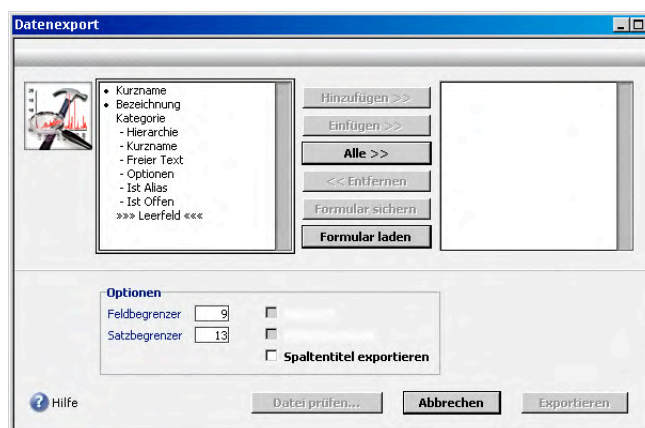 Datenexport
• Kurzname
• Bezeichnung
Kategorie
- Hierarchie
- Kurzname
- Freier Text
- Optionen
- Ist Alias
- Ist Offen
»»» Leerfeld «««
Hinzufügen >>
Einfügen >>
Alle >>
<< Entfernen
Formular sichern
Formular laden
Optionen
Feldbegrenzer 9
Satzbegrenzer 13
Spaltentitel exportieren
? Hilfe
Datei prüfen...
Abbrechen
Exportieren